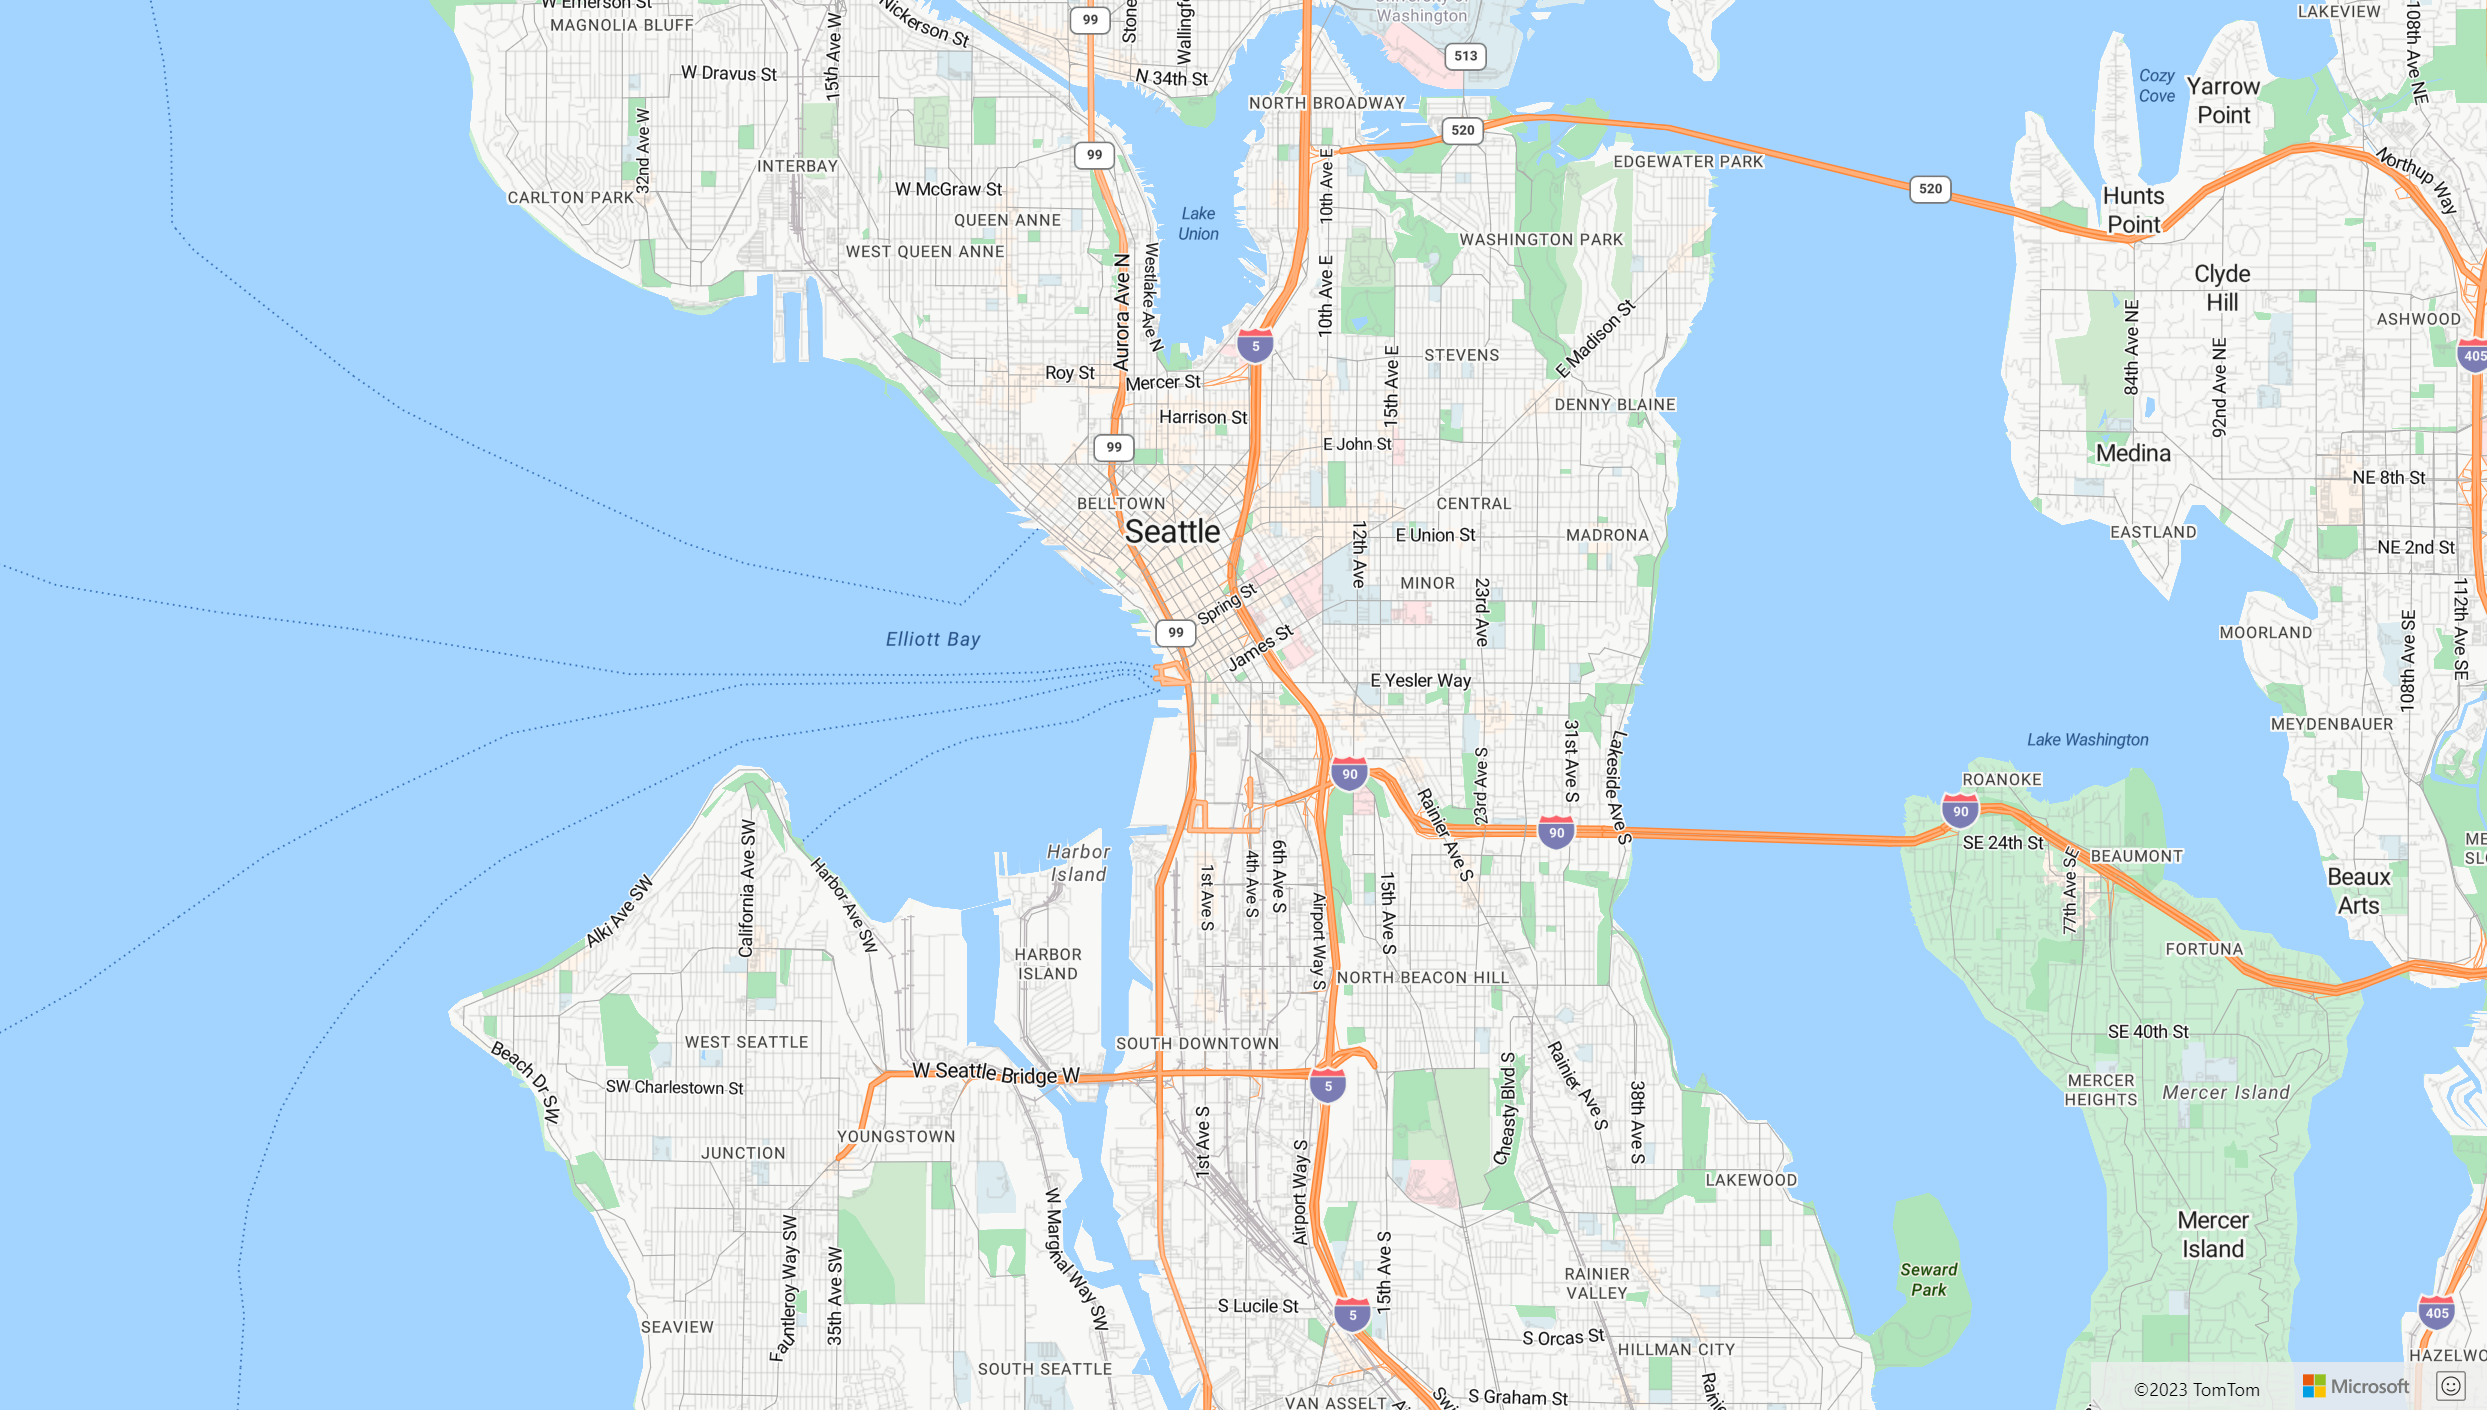 W Emerson St
MAGNOLIA BLUFF
15th Ave W
Nickerson St
99
Stone
Wallingf
University of
Washington
513
LAKEVIEW
108th Ave NE
W Dravus St
N 34th St
Cozy
Cove
Yarrow
Point
NORTH BROADWAY
520
32nd Ave W
INTERBAY
99
10th Ave E
EDGEWATER PARK
520
Northup Way
CARLTON PARK
W McGraw St
QUEEN ANNE
Lake
Union
Hunts
Point
WEST QUEEN ANNE
WASHINGTON PARK
Westlake Ave N
Aurora Ave N
10th Ave E
Clyde
Hill
ASHWOOD
84th Ave NE
92nd Ave NE
5
405
Roy St
Mercer St
15th Ave E
STEVENS
E Madison St
Harrison St
DENNY BLAINE
99
E John St
Medina
NE 8th St
BELLTOWN
Seattle
CENTRAL
12th Ave
E Union St
MADRONA
EASTLAND
NE 2nd St
Spring St
MINOR
23rd Ave
112th Ave SE
108th Ave SE
Elliott Bay
99
James St
MOORLAND
E Yesler Way
MEYDENBAUER
31st Ave S
Lakeside Ave S
Lake Washington
23rd Ave S
90
Rainier Ave S
ROANOKE
90
90
SE 24th St
BEAUMONT
77th Ave SE
ME
SLO
California Ave SW
Harbor Ave SW
Alki Ave SW
Harbor
Island
1st Ave S
4th Ave S
6th Ave S
Airport Way S
15th Ave S
Beaux
Arts
HARBOR
ISLAND
FORTUNA
NORTH BEACON HILL
WEST SEATTLE
SOUTH DOWNTOWN
SE 40th St
Beach Dr SW
SW Charlestown St
W Seattle Bridge W
5
Cheasty Blvd S
Rainier Ave S
38th Ave S
MERCER
HEIGHTS
Mercer Island
YOUNGSTOWN
JUNCTION
1st Ave S
Airport Way S
LAKEWOOD
W Marginal Way SW
Fauntleroy Way SW
35th Ave SW
15th Ave S
Mercer
Island
RAINIER
VALLEY
Seward
Park
S Lucile St
5
405
SEAVIEW
S Orcas St
HILLMAN CITY
HAZELWO
SOUTH SEATTLE
S Graham St
VAN ASSELT
Swi
Rainie
©2023 TomTom
Microsoft